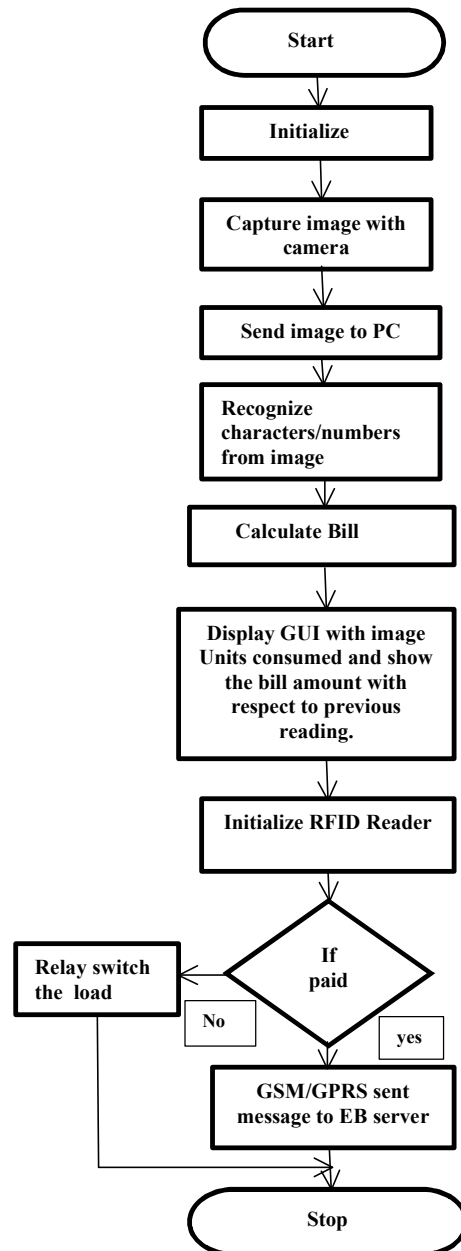 Start
Initialize
Capture image with
camera
Send image to PC
Recognize
characters/numbers
from image
Calculate Bill
Display GUI with image
Units consumed and show
the bill amount with
respect to previous
reading.
Initialize RFID Reader
If
paid
Relay switch
the load
No
yes
GSM/GPRS sent
message to EB server
Stop